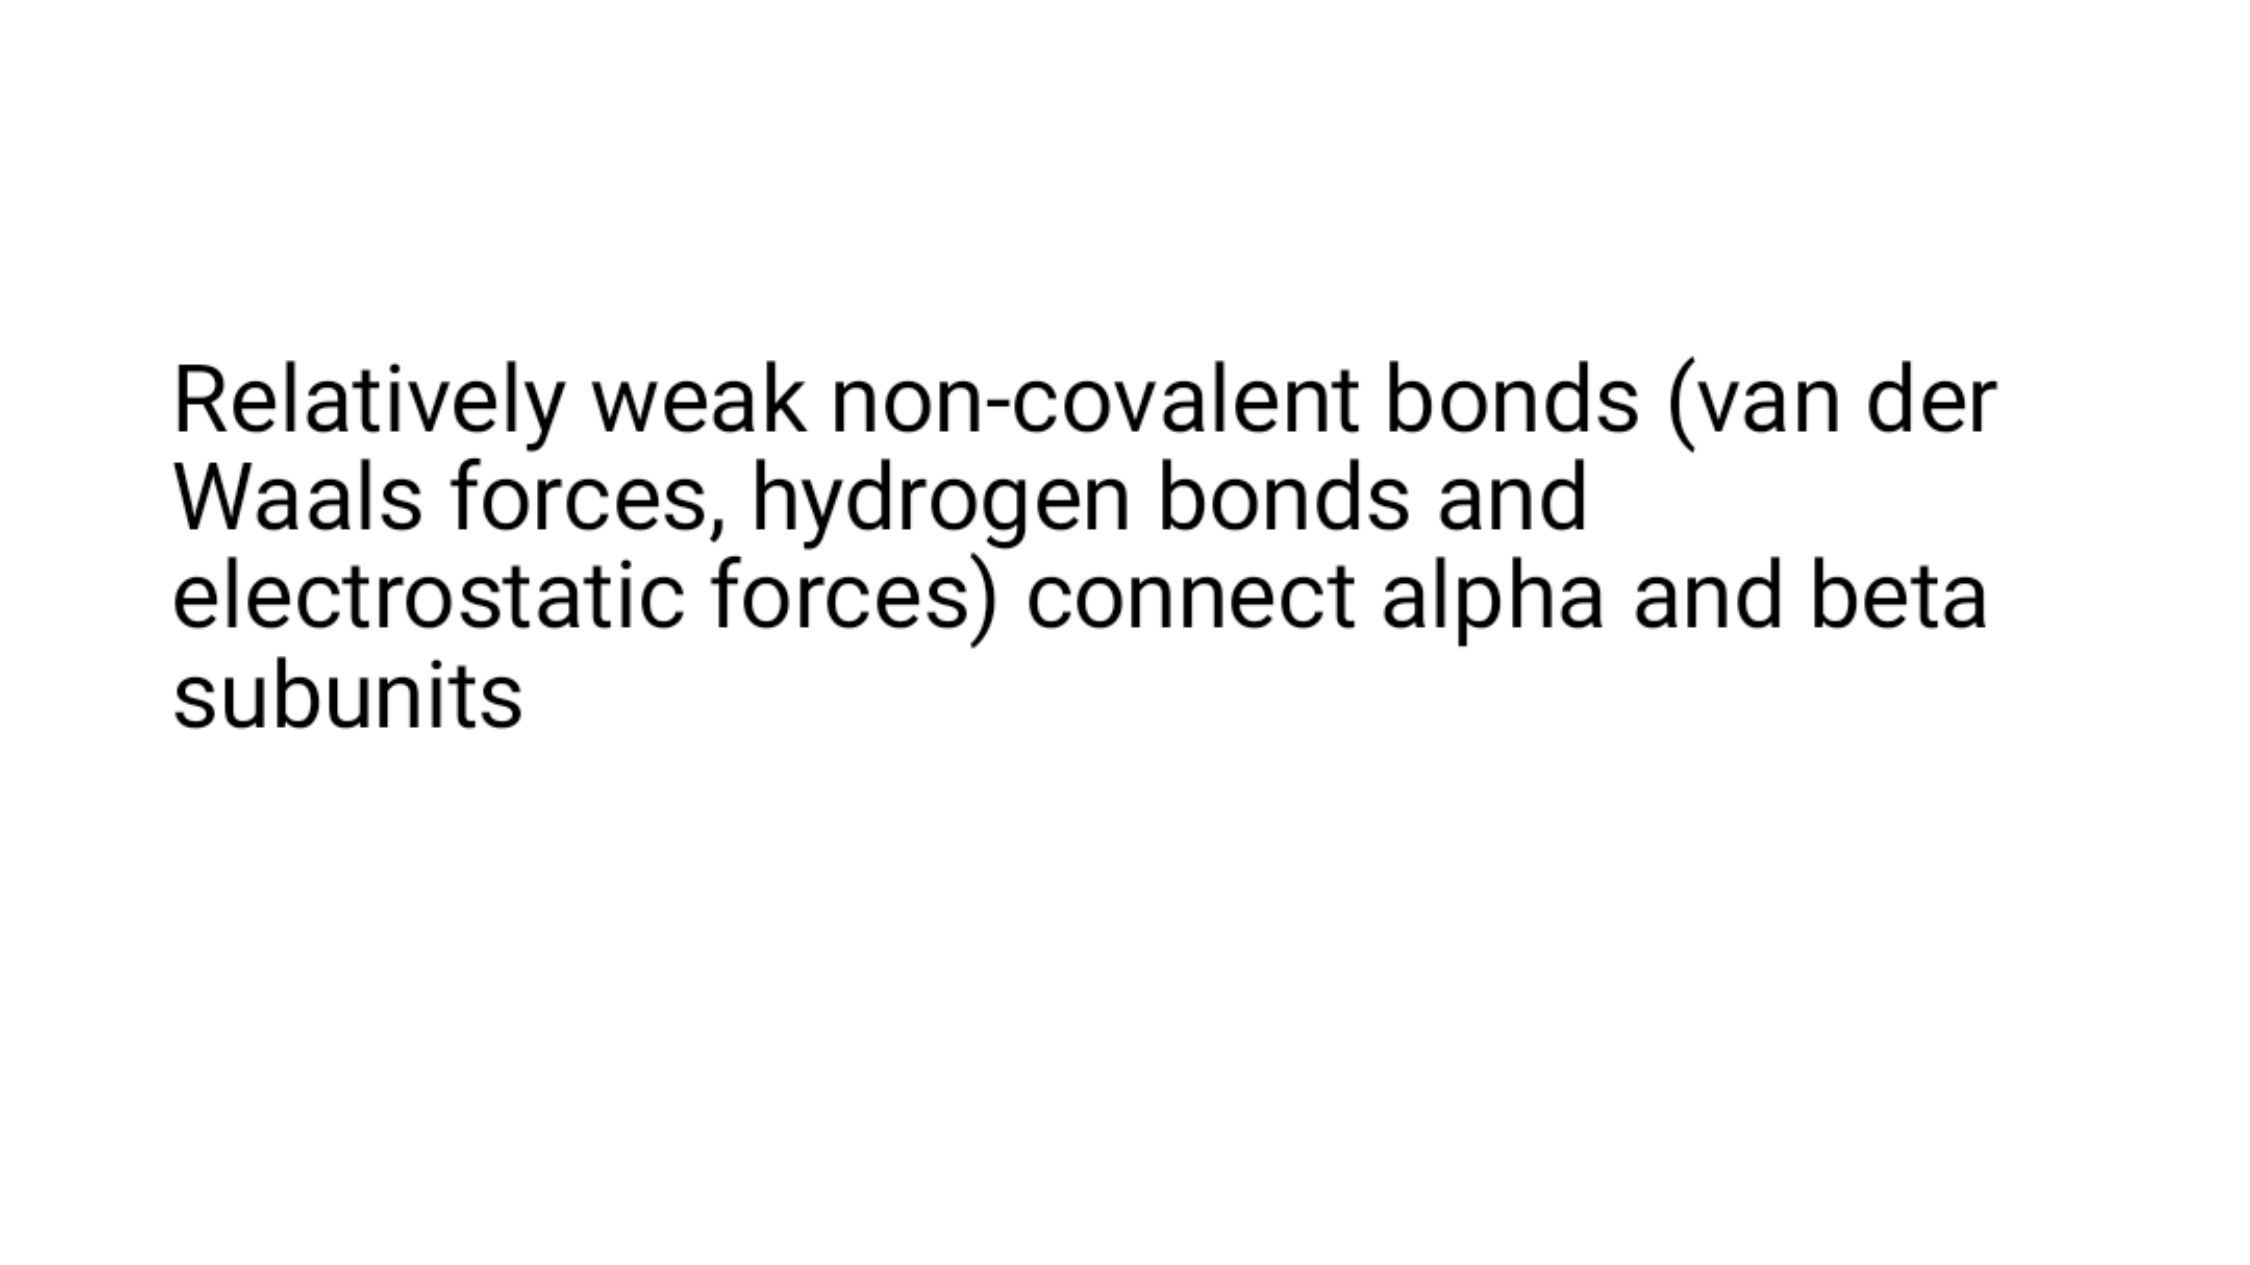 Relatively weak non-covalent bonds (van der
Waals forces, hydrogen bonds and
electrostatic forces) connect alpha and beta
subunits